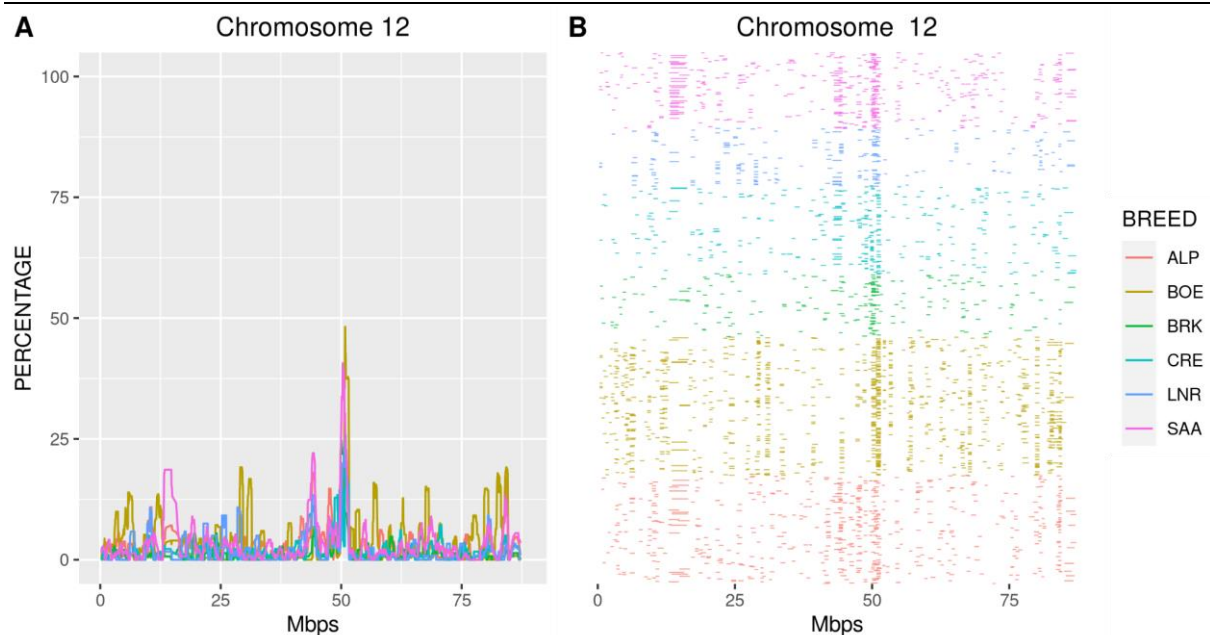 A Chromosome 12
100
75
50
25
0
PERCENTAGE
0 25 50 75
Mbps
B Chromosome 12
0 25 50 75
Mbps
BREED
ALP
BOE
BRK
CRE
LNR
SAA